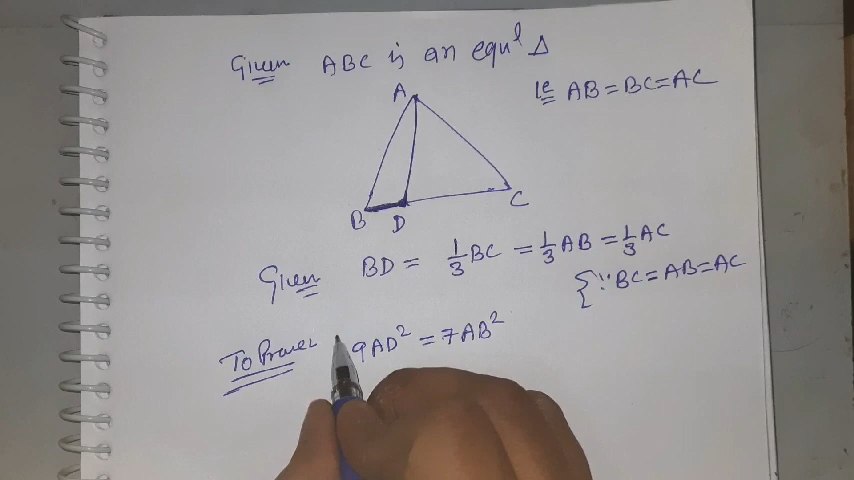 Given ABC is an equl Δ
ie AB = BC = AC
A
B D C
Given BD = 1/3 BC = 1/3 AB = 1/3 AC
{∵ BC = AB = AC
To Prove 9AD² = 7AB²